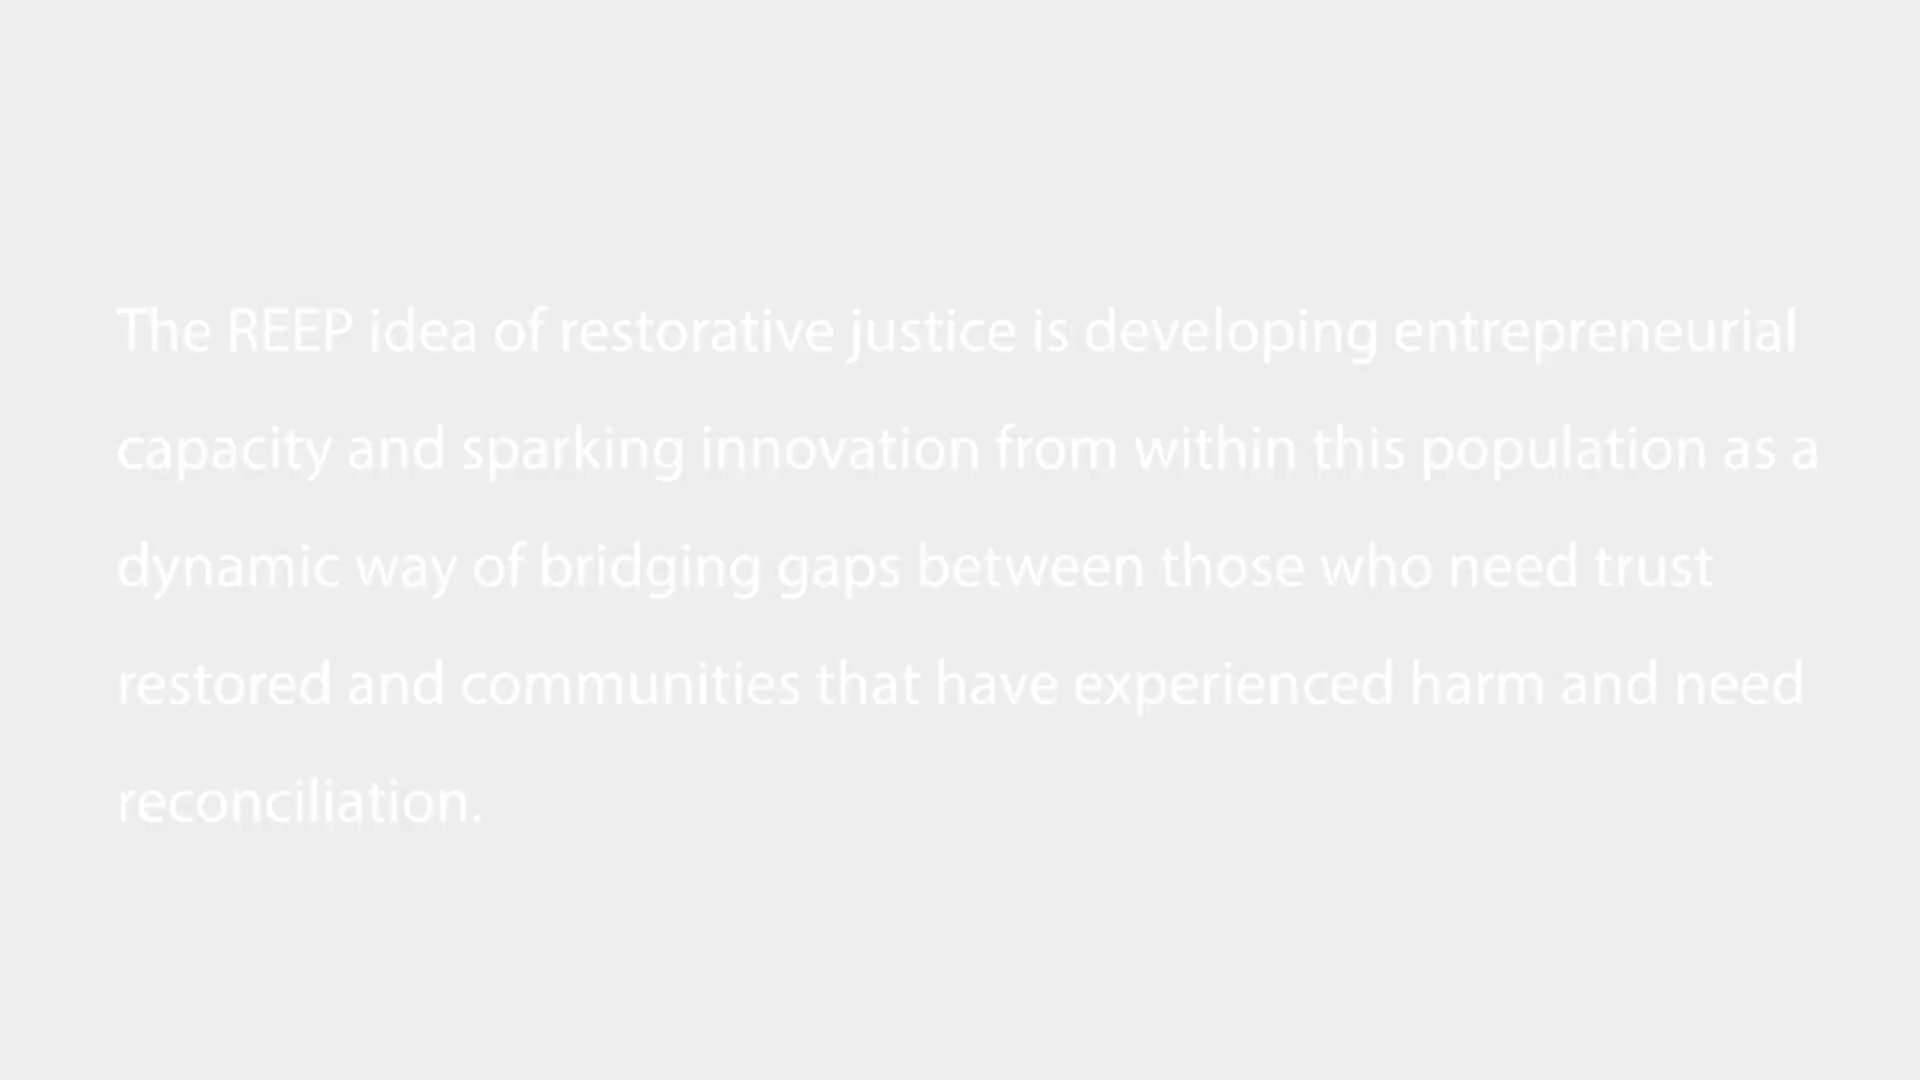 The REEP idea of restorative justice is developing entrepreneurial
capacity and sparking innovation from within this population as a
dynamic way of bridging gaps between those who need trust
restored and communities that have experienced harm and need
reconciliation.